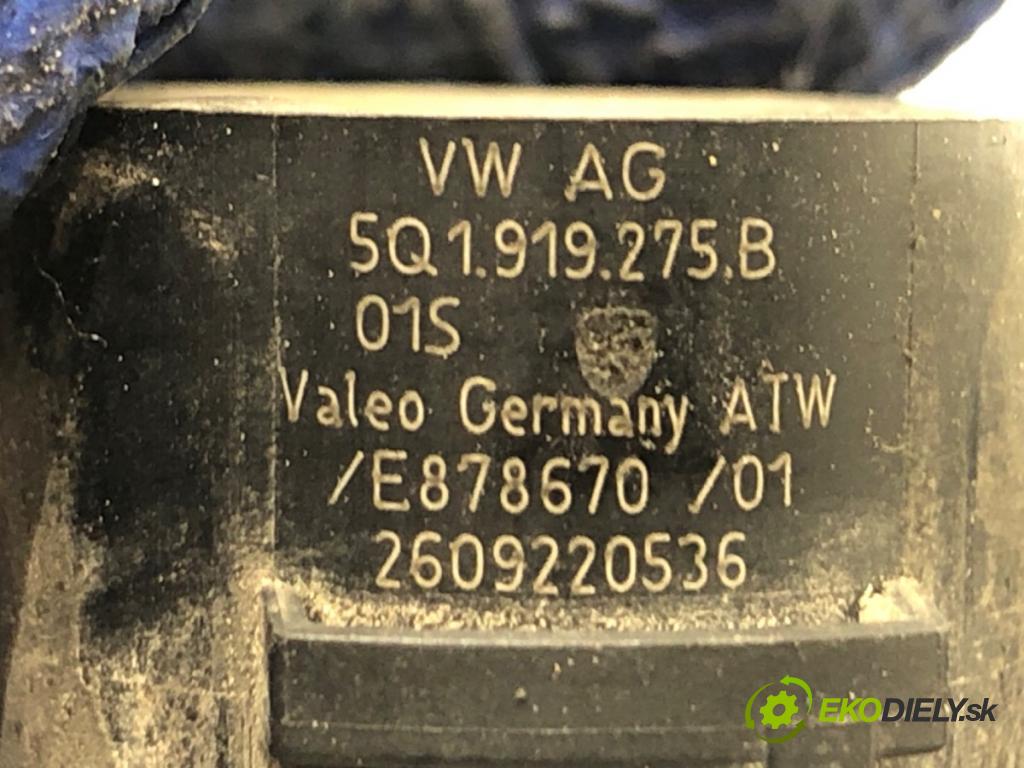 VW AG
5Q1.919.275.B
01S
Valeo Germany ATW
/E878670 /01
2609220536
EKODIELY.sk